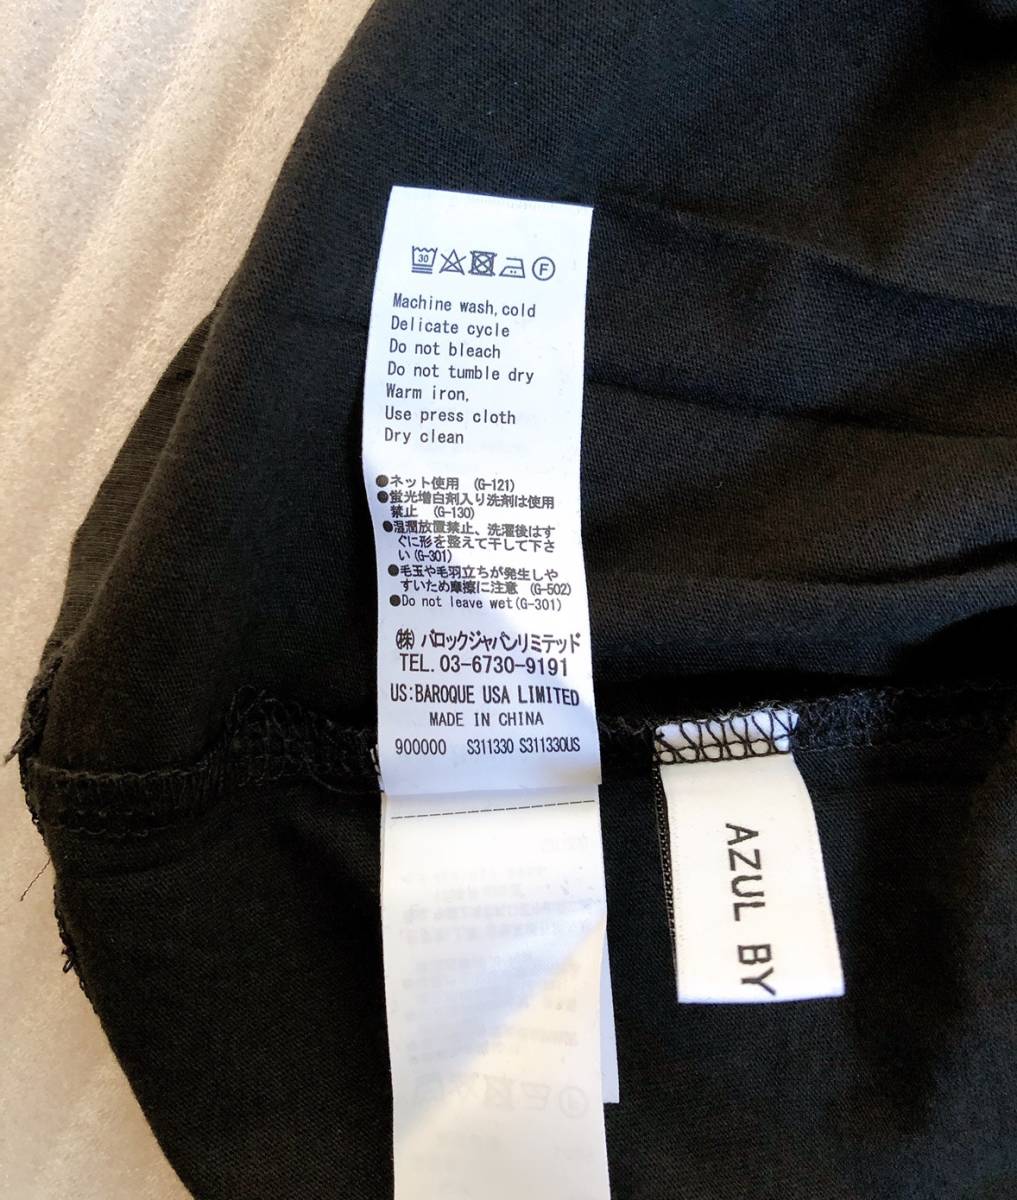 30
F
Machine wash,cold
Delicate cycle
Do not bleach
Do not tumble dry
Warm iron,
Use press cloth
Dry clean
●ネット使用 (G-121)
●蛍光増白剤入り洗剤は使用
禁止 (G-130)
●湿潤放置禁止、洗濯後はす
ぐに形を整えて干して下さ
い(G-301)
●毛玉や毛羽立ちが発生しや
すいため摩擦に注意 (G-502)
●Do not leave wet(G-301)
㈱ バロックジャパンリミテッド
TEL. 03-6730-9191
US:BAROQUE USA LIMITED
MADE IN CHINA
900000 S311330 S311330US
AZUL BY